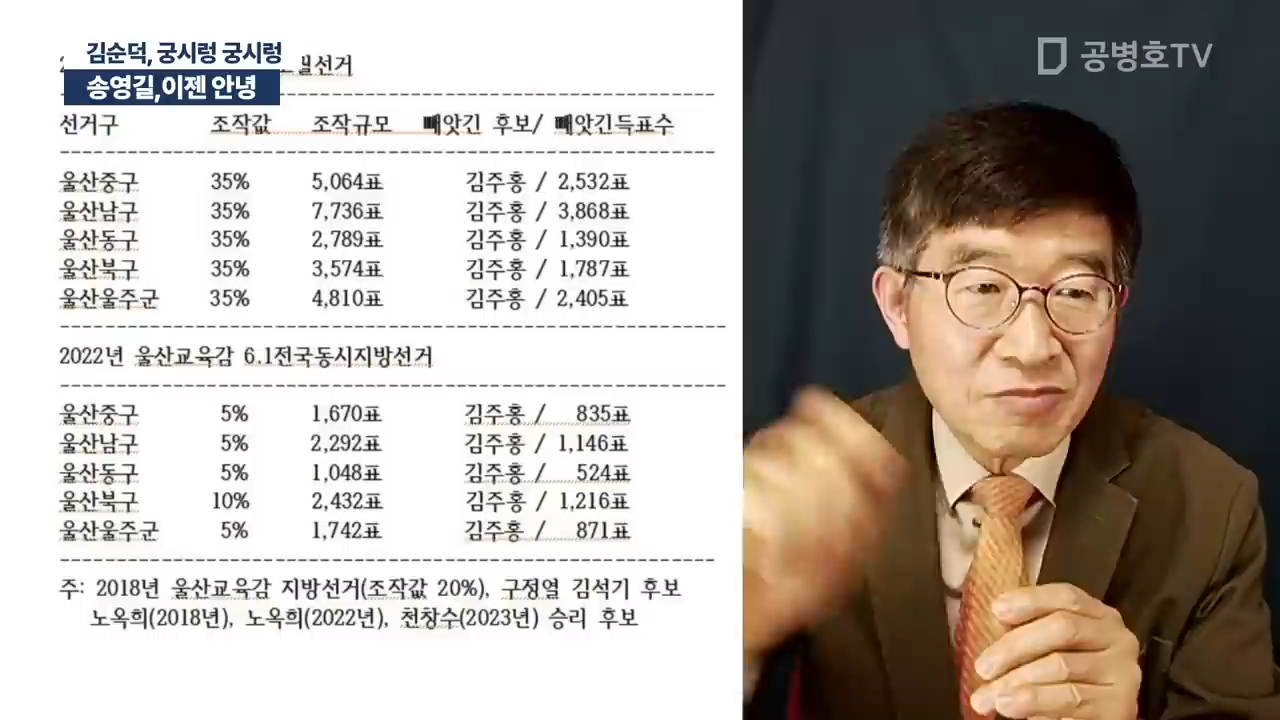 김순덕, 궁시렁 궁시렁
송영길,이젠 안녕
공병호TV
선거
선거구 조작값 조작규모 빼앗긴 후보/ 빼앗긴득표수
울산중구 35% 5,064표 김주홍 / 2,532표
울산남구 35% 7,736표 김주홍 / 3,868표
울산동구 35% 2,789표 김주홍 / 1,390표
울산북구 35% 3,574표 김주홍 / 1,787표
울산울주군 35% 4,810표 김주홍 / 2,405표
2022년 울산교육감 6.1전국동시지방선거
울산중구 5% 1,670표 김주홍 / 835표
울산남구 5% 2,292표 김주홍 / 1,146표
울산동구 5% 1,048표 김주홍 / 524표
울산북구 10% 2,432표 김주홍 / 1,216표
울산울주군 5% 1,742표 김주홍 / 871표
주: 2018년 울산교육감 지방선거(조작값 20%), 구정열 김석기 후보
노옥희(2018년), 노옥희(2022년), 천창수(2023년) 승리 후보